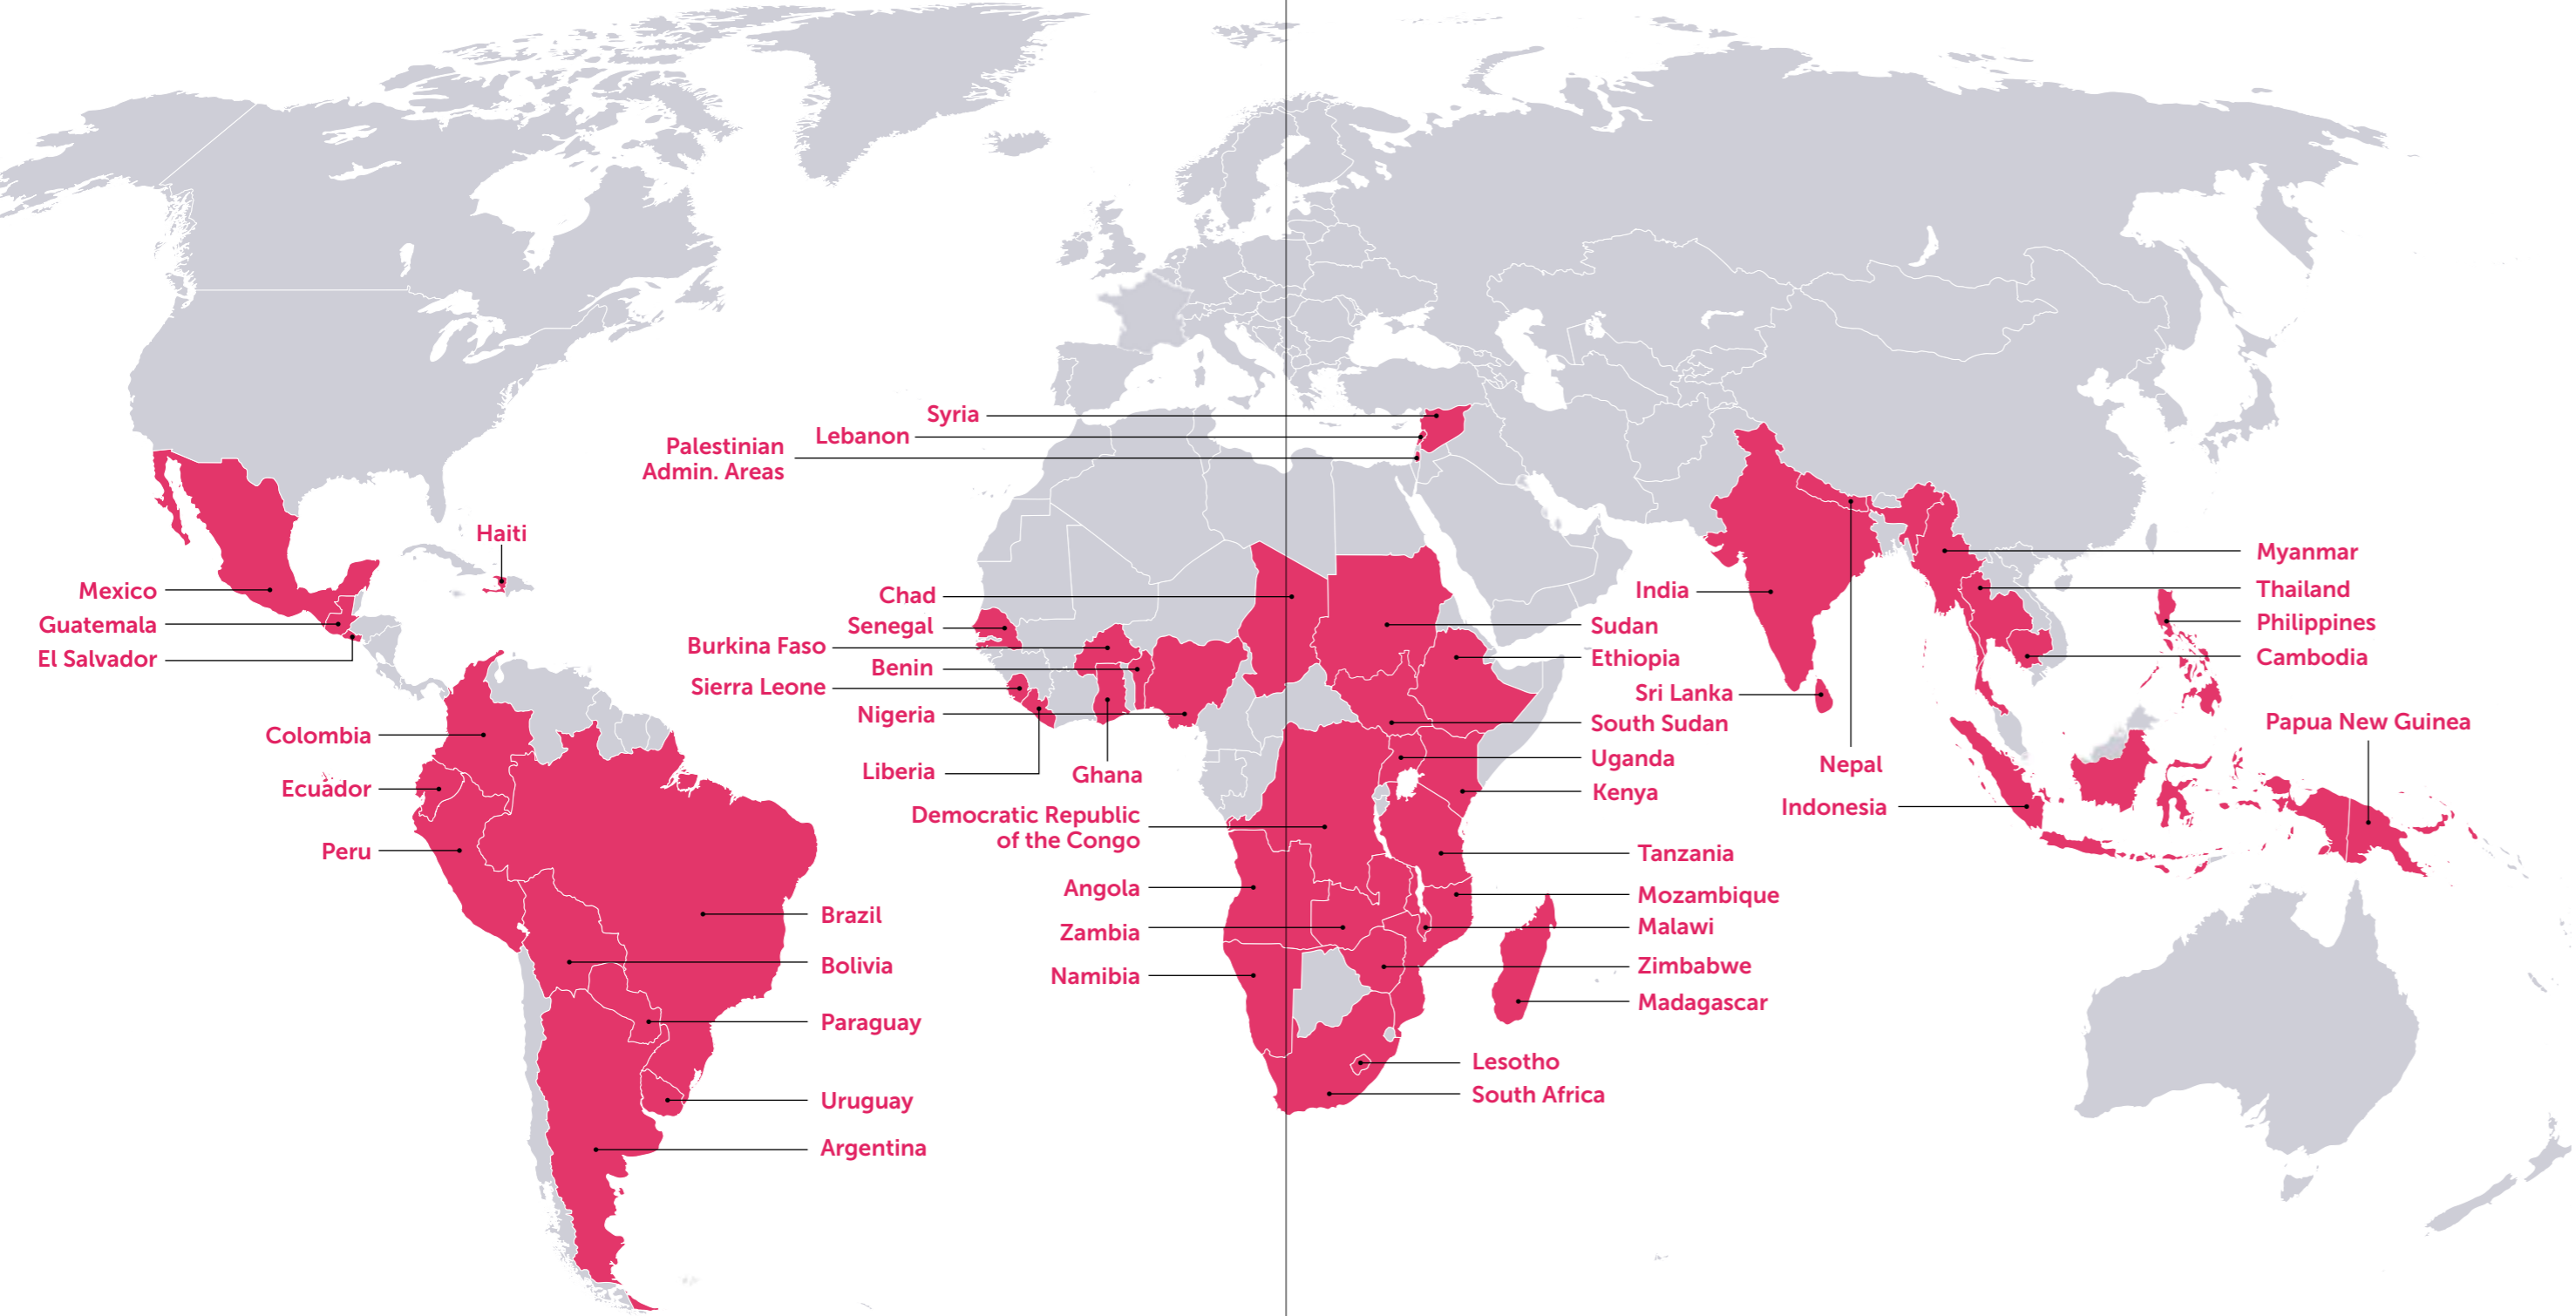 Syria
Lebanon
Palestinian
Admin. Areas
Haiti
Mexico
Guatemala
El Salvador
Colombia
Ecuador
Peru
Brazil
Bolivia
Paraguay
Uruguay
Argentina
Chad
Senegal
Burkina Faso
Benin
Sierra Leone
Nigeria
Liberia
Ghana
Democratic Republic
of the Congo
Angola
Zambia
Namibia
Sudan
Ethiopia
South Sudan
Uganda
Kenya
Tanzania
Mozambique
Malawi
Zimbabwe
Madagascar
Lesotho
South Africa
India
Sri Lanka
Nepal
Indonesia
Myanmar
Thailand
Philippines
Cambodia
Papua New Guinea